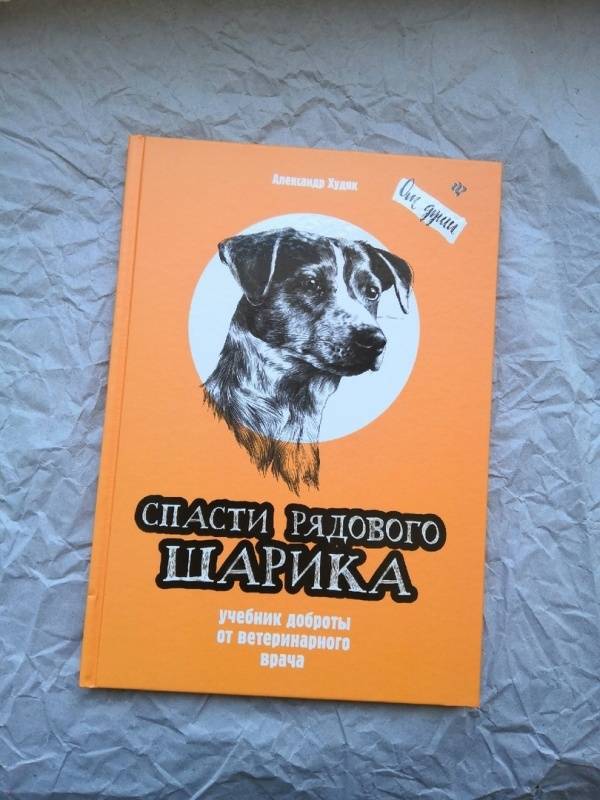 Александр Худяк
От души
СПАСТИ РЯДОВОГО
ШАРИКА
учебник доброты
от ветеринарного
врача